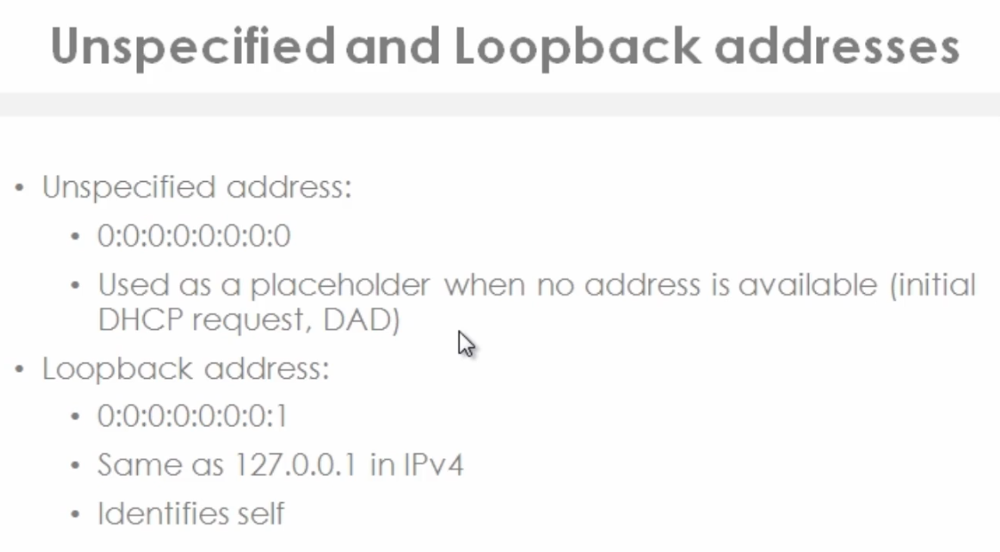 Unspecified and Loopback addresses
• Unspecified address:
• 0:0:0:0:0:0:0:0
• Used as a placeholder when no address is available (initial
DHCP request, DAD)
• Loopback address:
• 0:0:0:0:0:0:0:1
• Same as 127.0.0.1 in IPv4
• Identifies self